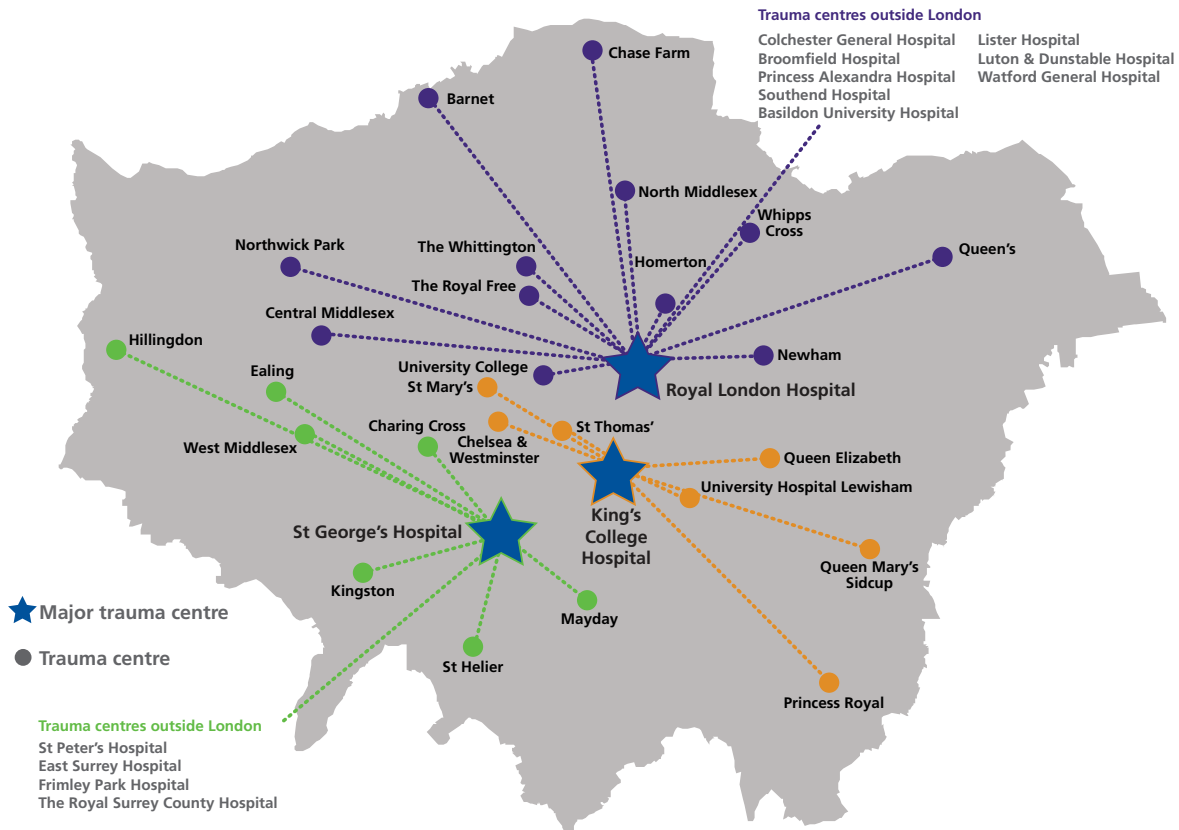 Trauma centres outside London
Colchester General Hospital
Broomfield Hospital
Princess Alexandra Hospital
Southend Hospital
Basildon University Hospital
Lister Hospital
Luton & Dunstable Hospital
Watford General Hospital
Chase Farm
Barnet
North Middlesex
Whipps
Cross
Northwick Park
The Whittington
Homerton
Queen's
The Royal Free
Central Middlesex
Hillingdon
Newham
Ealing
University College
St Mary's
Royal London Hospital
Charing Cross
St Thomas'
West Middlesex
Chelsea &
Westminster
Queen Elizabeth
University Hospital Lewisham
St George's Hospital
King's
College
Hospital
Queen Mary's
Sidcup
Kingston
Mayday
Major trauma centre
Trauma centre
St Helier
Princess Royal
Trauma centres outside London
St Peter's Hospital
East Surrey Hospital
Frimley Park Hospital
The Royal Surrey County Hospital